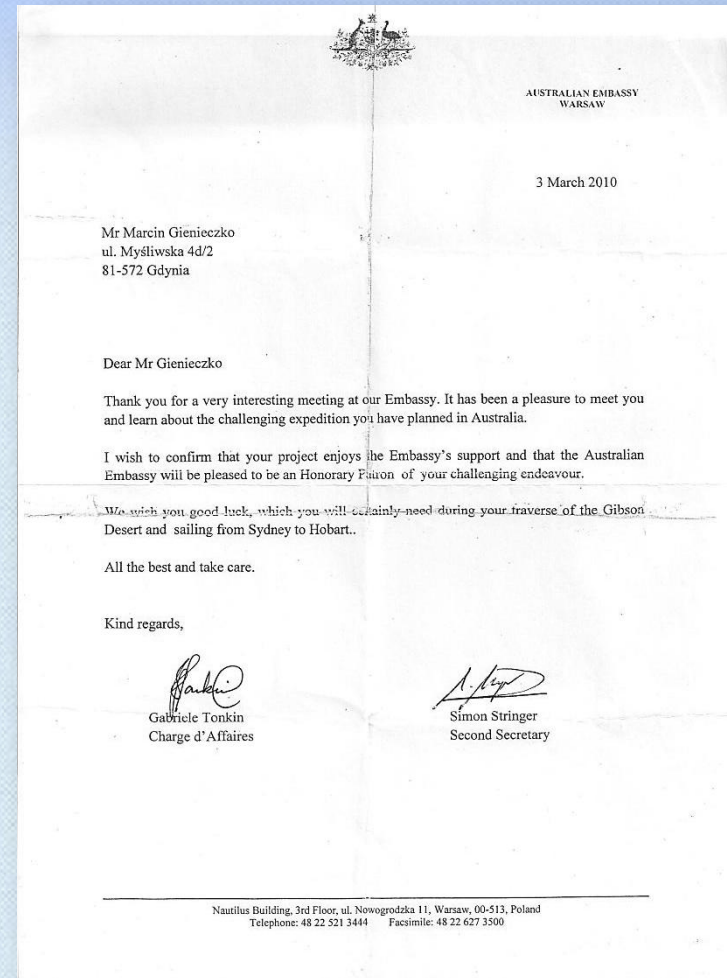 AUSTRALIAN EMBASSY
WARSAW
3 March 2010
Mr Marcin Gienieczko
ul. Myśliwska 4d/2
81-572 Gdynia
Dear Mr Gienieczko
Thank you for a very interesting meeting at our Embassy. It has been a pleasure to meet you
and learn about the challenging expedition you have planned in Australia.
I wish to confirm that your project enjoys the Embassy's support and that the Australian
Embassy will be pleased to be an Honorary Patron of your challenging endeavour.
We wish you good luck, which you will certainly need during your traverse of the Gibson
Desert and sailing from Sydney to Hobart..
All the best and take care.
Kind regards,
Gabriele Tonkin
Charge d'Affaires
Simon Stringer
Second Secretary
Nautilus Building, 3rd Floor, ul. Nowogrodzka 11, Warsaw, 00-513, Poland
Telephone: 48 22 521 3444 Facsimile: 48 22 627 3500